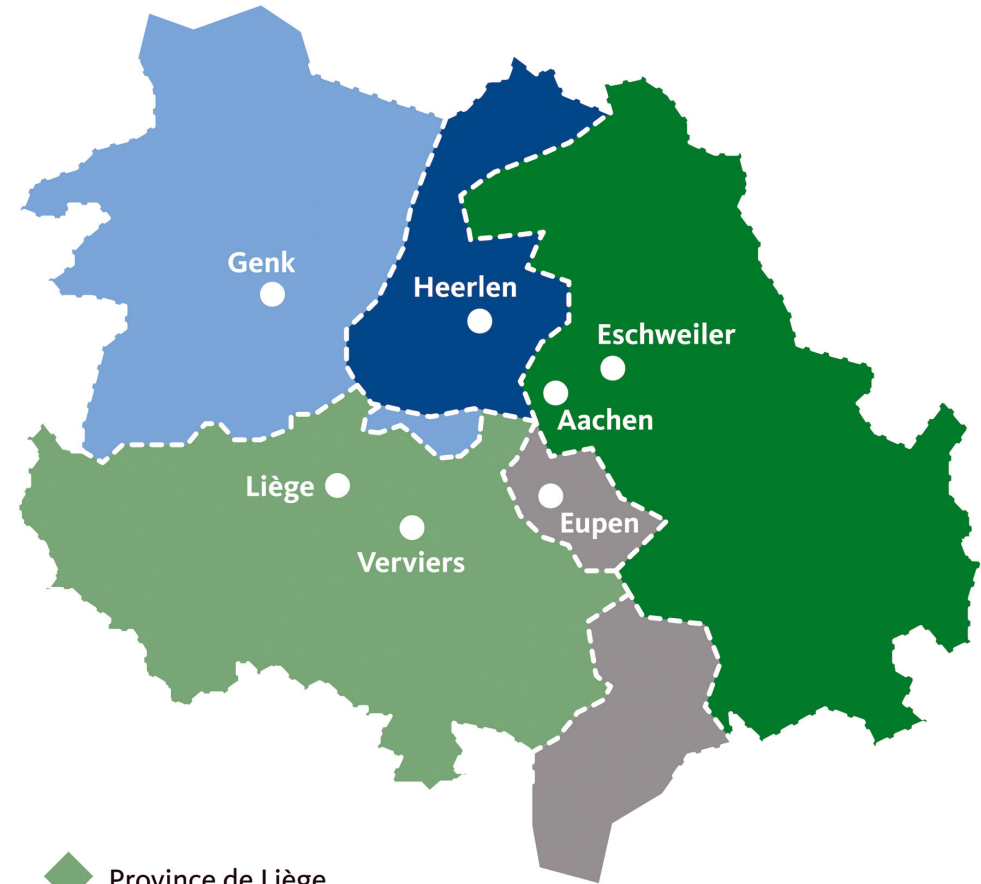 Genk
Heerlen
Eschweiler
Aachen
Liège
Eupen
Verviers
Province de Liège